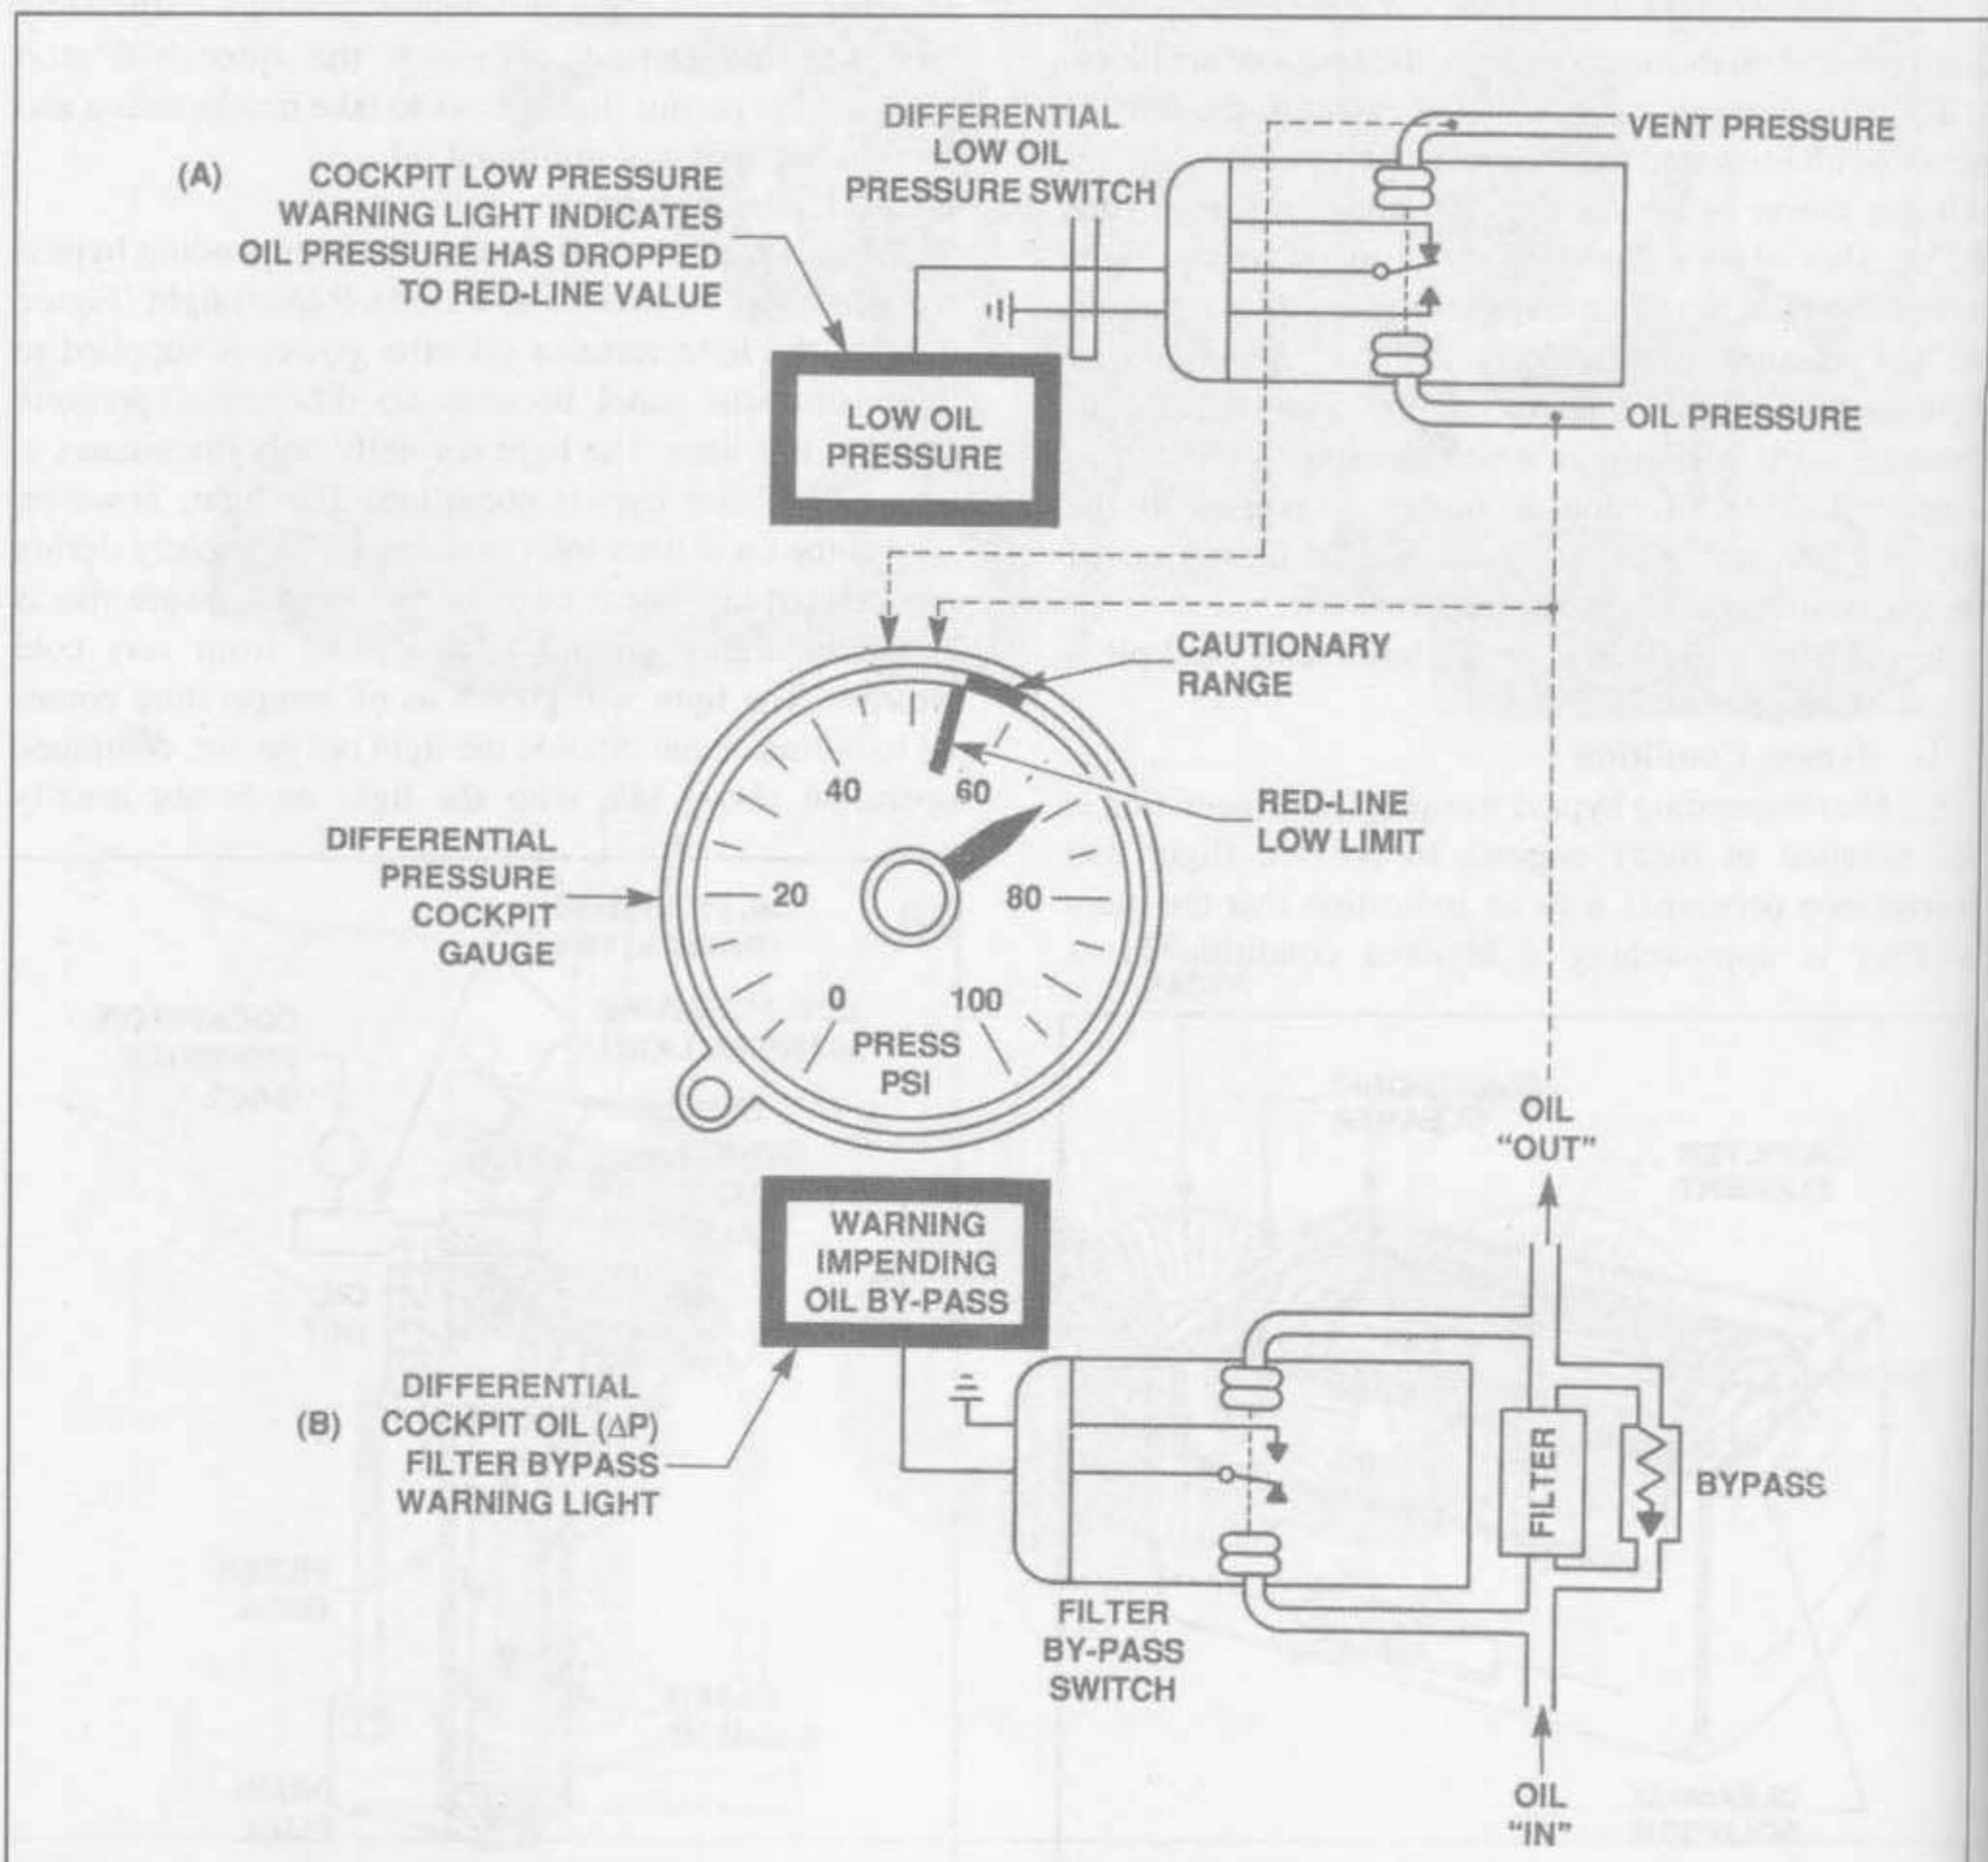 DIFFERENTIAL
LOW OIL
PRESSURE SWITCH
VENT PRESSURE
(A) COCKPIT LOW PRESSURE
WARNING LIGHT INDICATES
OIL PRESSURE HAS DROPPED
TO RED-LINE VALUE
LOW OIL
PRESSURE
OIL PRESSURE
CAUTIONARY
RANGE
RED-LINE
LOW LIMIT
DIFFERENTIAL
PRESSURE
COCKPIT
GAUGE
0
20
40
60
80
100
PRESS
PSI
OIL
“OUT”
WARNING
IMPENDING
OIL BY-PASS
DIFFERENTIAL
(B) COCKPIT OIL (ΔP)
FILTER BYPASS
WARNING LIGHT
FILTER
BYPASS
FILTER
BY-PASS
SWITCH
OIL
“IN”